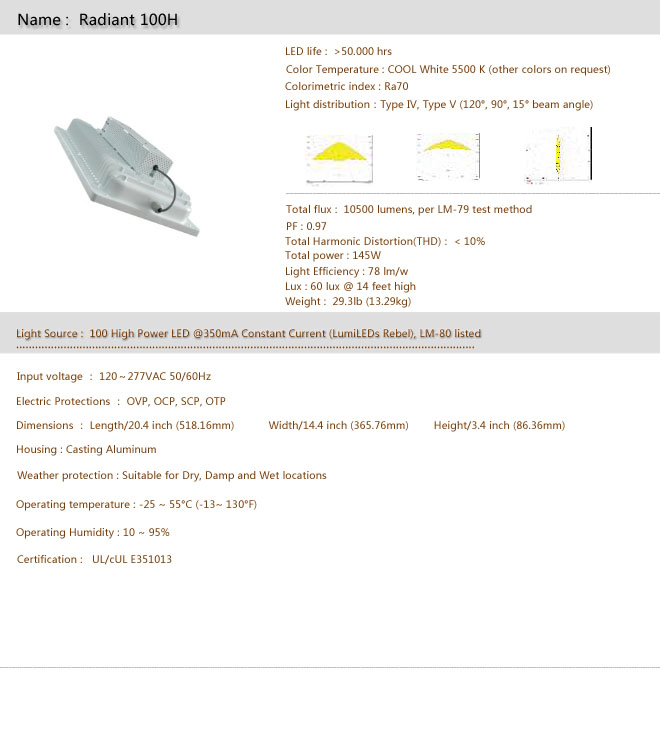 Name :  Radiant 100H
LED life :  >50.000 hrs
Color Temperature : COOL White 5500 K (other colors on request)
Colorimetric index : Ra70
Light distribution : Type IV, Type V (120°, 90°, 15° beam angle)
Total flux :  10500 lumens, per LM-79 test method
PF : 0.97
Total Harmonic Distortion(THD) :  < 10%
Total power : 145W
Light Efficiency : 78 lm/w
Lux : 60 lux @ 14 feet high
Weight :  29.3lb (13.29kg)
Light Source :  100 High Power LED @350mA Constant Current (LumiLEDs Rebel), LM-80 listed
Input voltage : 120~277VAC 50/60Hz
Electric Protections : OVP, OCP, SCP, OTP
Dimensions : Length/20.4 inch (518.16mm) Width/14.4 inch (365.76mm) Height/3.4 inch (86.36mm)
Housing : Casting Aluminum
Weather protection : Suitable for Dry, Damp and Wet locations
Operating temperature : -25 ~ 55°C (-13~ 130°F)
Operating Humidity : 10 ~ 95%
Certification :  UL/cUL E351013